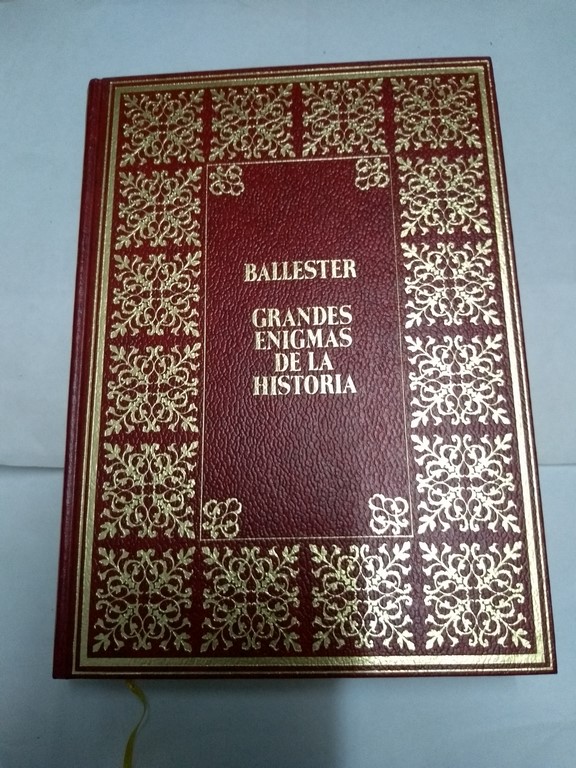 BALLESTER
GRANDES
ENIGMAS
DE LA
HISTORIA